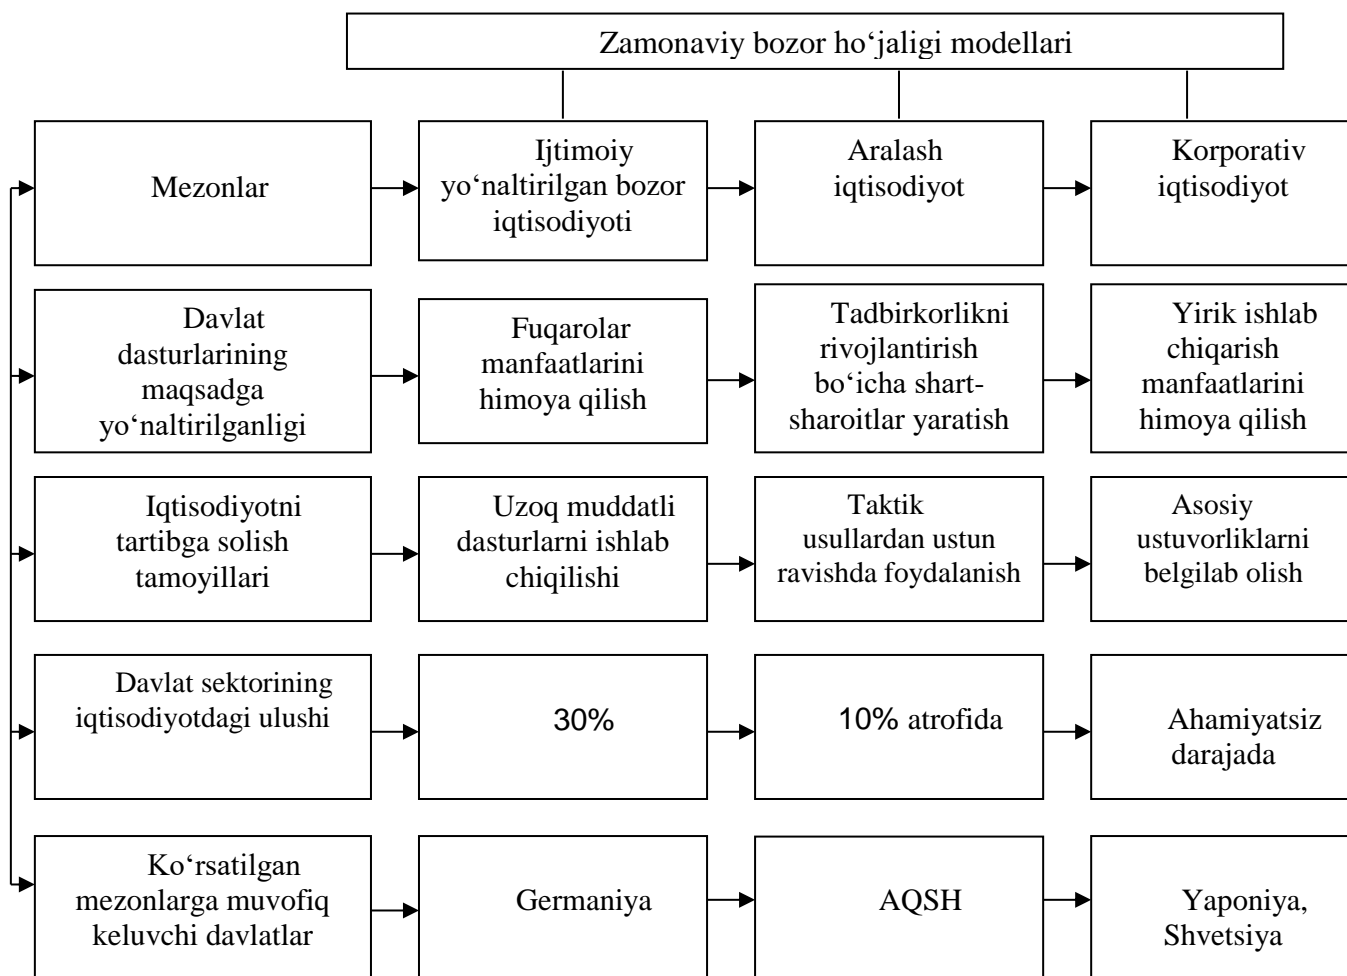 Zamonaviy bozor ho‘jaligi modellari
Mezonlar
Ijtimoiy
yo‘naltirilgan bozor
iqtisodiyoti
Aralash
iqtisodiyot
Korporativ
iqtisodiyot
Davlat
dasturlarining
maqsadga
yo‘naltirilganligi
Fuqarolar
manfaatlarini
himoya qilish
Tadbirkorlikni
rivojlantirish
bo‘icha shart-
sharoitlar yaratish
Yirik ishlab
chiqarish
manfaatlarini
himoya qilish
Iqtisodiyotni
tartibga solish
tamoyillari
Uzoq muddatli
dasturlarni ishlab
chiqilishi
Taktik
usullardan ustun
ravishda foydalanish
Asosiy
ustuvorliklarni
belgilab olish
Davlat sektorining
iqtisodiyotdagi ulushi
30%
10% atrofida
Ahamiyatsiz
darajada
Ko‘rsatilgan
mezonlarga muvofiq
keluvchi davlatlar
Germaniya
AQSH
Yaponiya,
Shvetsiya